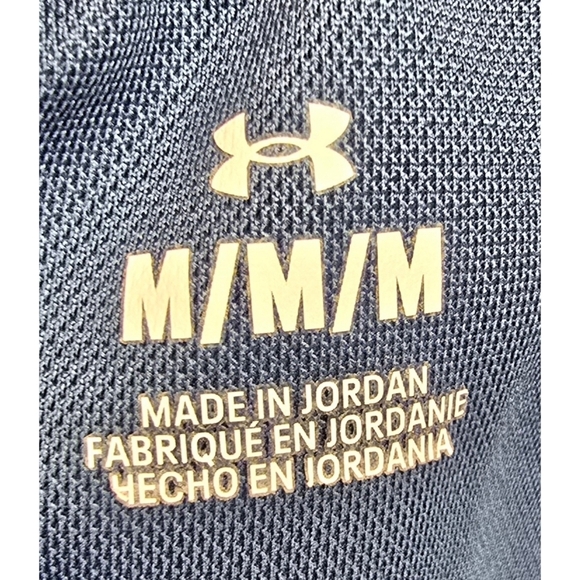 M/M/M
MADE IN JORDAN
FABRIQUÉ EN JORDANIE
HECHO EN JORDANIA